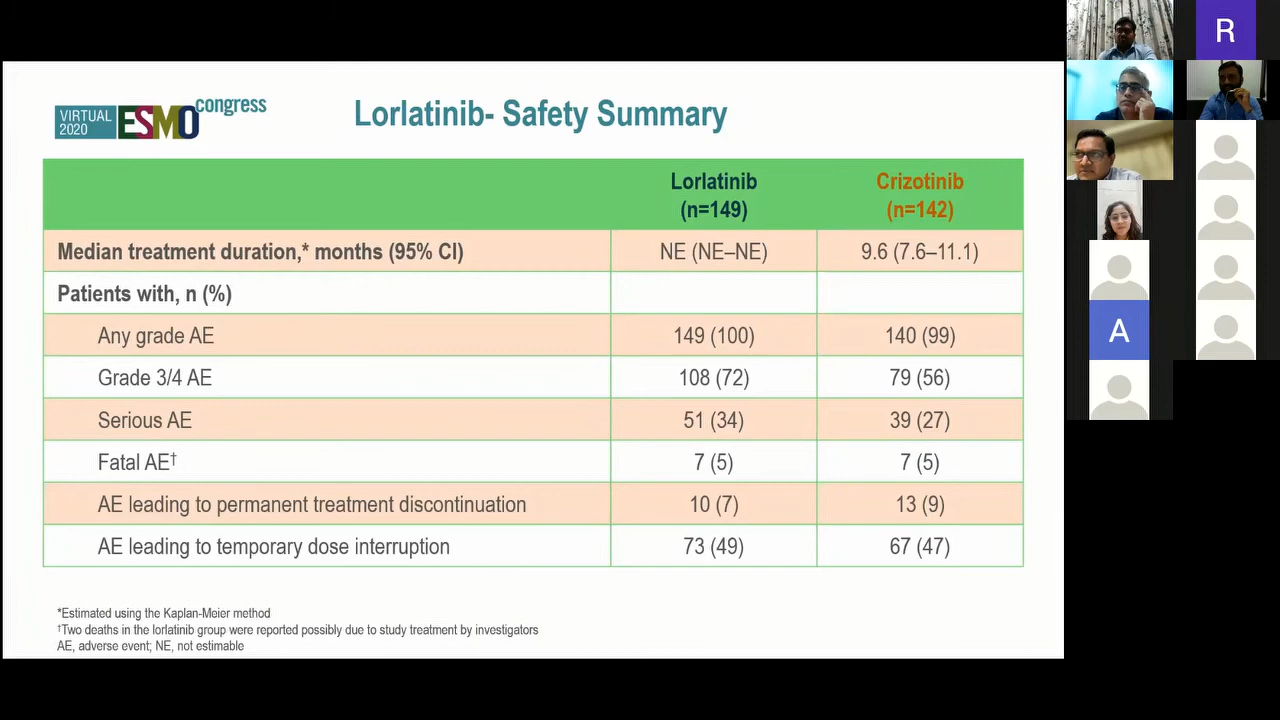 VIRTUAL
2020
ESMO congress
Lorlatinib- Safety Summary
Lorlatinib
(n=149)
Crizotinib
(n=142)
Median treatment duration,* months (95% CI) NE (NE–NE) 9.6 (7.6–11.1)
Patients with, n (%)
Any grade AE 149 (100) 140 (99)
Grade 3/4 AE 108 (72) 79 (56)
Serious AE 51 (34) 39 (27)
Fatal AE† 7 (5) 7 (5)
AE leading to permanent treatment discontinuation 10 (7) 13 (9)
AE leading to temporary dose interruption 73 (49) 67 (47)
*Estimated using the Kaplan-Meier method
†Two deaths in the lorlatinib group were reported possibly due to study treatment by investigators
AE, adverse event; NE, not estimable
R
A